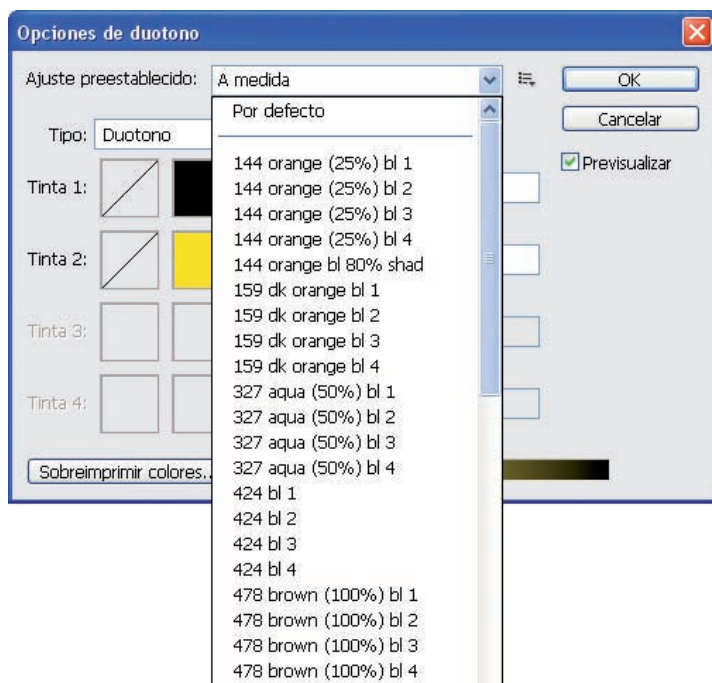 Opciones de duotono
Ajuste preestablecido: A medida
OK
Cancelar
Previsualizar
Tipo: Duotono
Tinta 1:
Tinta 2:
Tinta 3:
Tinta 4:
Sobreimprimir colores..
Por defecto
144 orange (25%) bl 1
144 orange (25%) bl 2
144 orange (25%) bl 3
144 orange (25%) bl 4
144 orange bl 80% shad
159 dk orange bl 1
159 dk orange bl 2
159 dk orange bl 3
159 dk orange bl 4
327 aqua (50%) bl 1
327 aqua (50%) bl 2
327 aqua (50%) bl 3
327 aqua (50%) bl 4
424 bl 1
424 bl 2
424 bl 3
424 bl 4
478 brown (100%) bl 1
478 brown (100%) bl 2
478 brown (100%) bl 3
478 brown (100%) bl 4